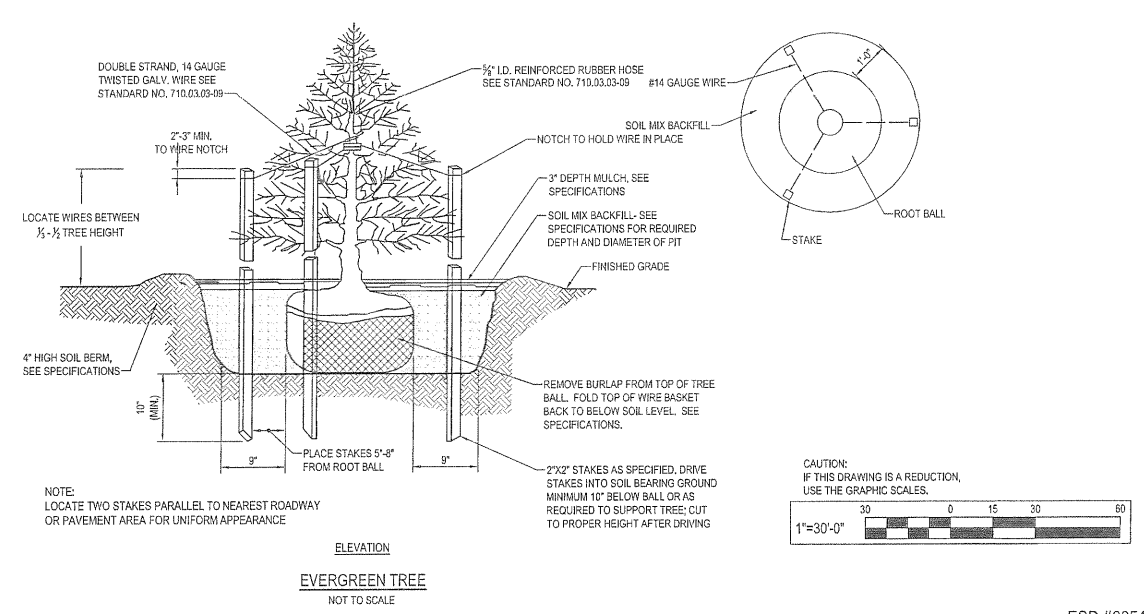 DOUBLE STRAND, 14 GAUGE
TWISTED GALV. WIRE SEE
STANDARD NO. 710.03.03-09
2"-3" MIN.
TO WIRE NOTCH
LOCATE WIRES BETWEEN
⅓ - ½ TREE HEIGHT
4" HIGH SOIL BERM,
SEE SPECIFICATIONS
10"
(MIN.)
9"
PLACE STAKES 5"-8"
FROM ROOT BALL
9"
⅝" I.D. REINFORCED RUBBER HOSE
SEE STANDARD NO. 710.03.03-09
NOTCH TO HOLD WIRE IN PLACE
3" DEPTH MULCH, SEE
SPECIFICATIONS
SOIL MIX BACKFILL- SEE
SPECIFICATIONS FOR REQUIRED
DEPTH AND DIAMETER OF PIT
FINISHED GRADE
REMOVE BURLAP FROM TOP OF TREE
BALL. FOLD TOP OF WIRE BASKET
BACK TO BELOW SOIL LEVEL. SEE
SPECIFICATIONS.
2"X2" STAKES AS SPECIFIED, DRIVE
STAKES INTO SOIL BEARING GROUND
MINIMUM 10" BELOW BALL OR AS
REQUIRED TO SUPPORT TREE; CUT
TO PROPER HEIGHT AFTER DRIVING
#14 GAUGE WIRE
1'-0"
SOIL MIX BACKFILL
ROOT BALL
STAKE
NOTE:
LOCATE TWO STAKES PARALLEL TO NEAREST ROADWAY
OR PAVEMENT AREA FOR UNIFORM APPEARANCE
ELEVATION
EVERGREEN TREE
NOT TO SCALE
CAUTION:
IF THIS DRAWING IS A REDUCTION,
USE THE GRAPHIC SCALES.
1"=30'-0"
30 0 15 30 60